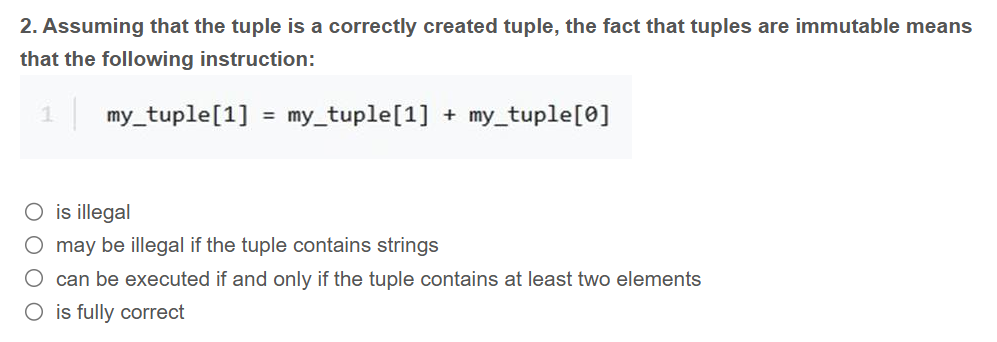 2. Assuming that the tuple is a correctly created tuple, the fact that tuples are immutable means
that the following instruction:
1 my_tuple[1] = my_tuple[1] + my_tuple[0]
is illegal
may be illegal if the tuple contains strings
can be executed if and only if the tuple contains at least two elements
is fully correct